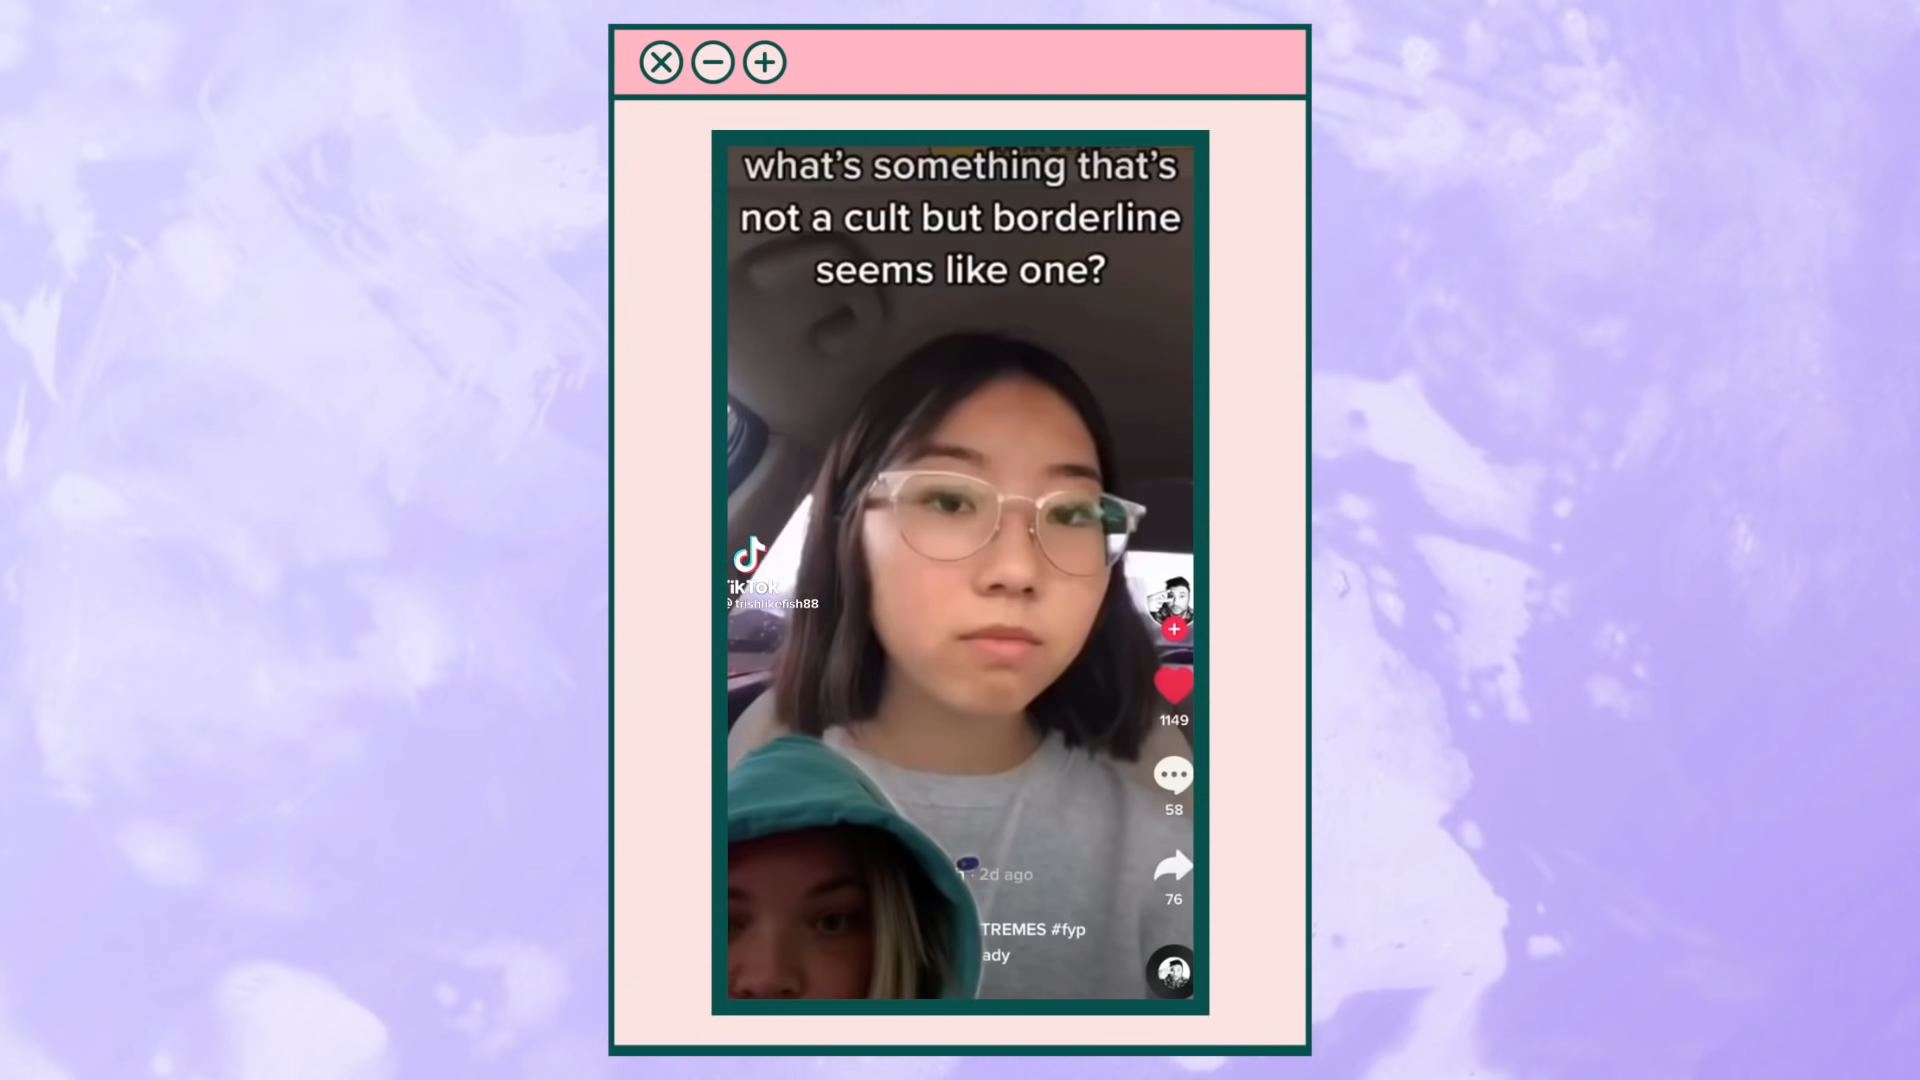 what's something that's
not a cult but borderline
seems like one?
TikTok
@trishlikefish88
1149
58
· 2d ago
76
TREMES #fyp
ady